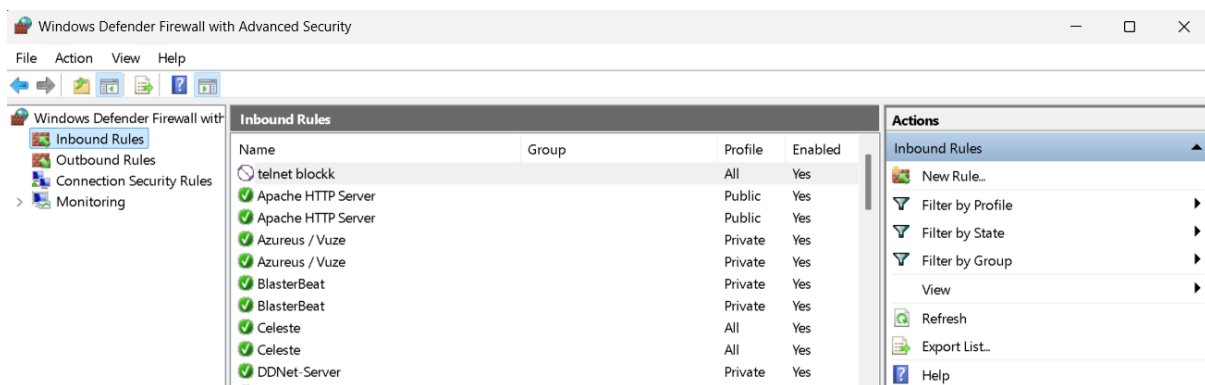 Windows Defender Firewall with Advanced Security
File Action View Help
Windows Defender Firewall with
Inbound Rules
Outbound Rules
Connection Security Rules
Monitoring
Inbound Rules
Name Group Profile Enabled
telnet blockk All Yes
Apache HTTP Server Public Yes
Apache HTTP Server Public Yes
Azureus / Vuze Private Yes
Azureus / Vuze Private Yes
BlasterBeat Private Yes
BlasterBeat Private Yes
Celeste All Yes
Celeste All Yes
DDNet-Server Private Yes
Actions
Inbound Rules
New Rule...
Filter by Profile
Filter by State
Filter by Group
View
Refresh
Export List...
Help